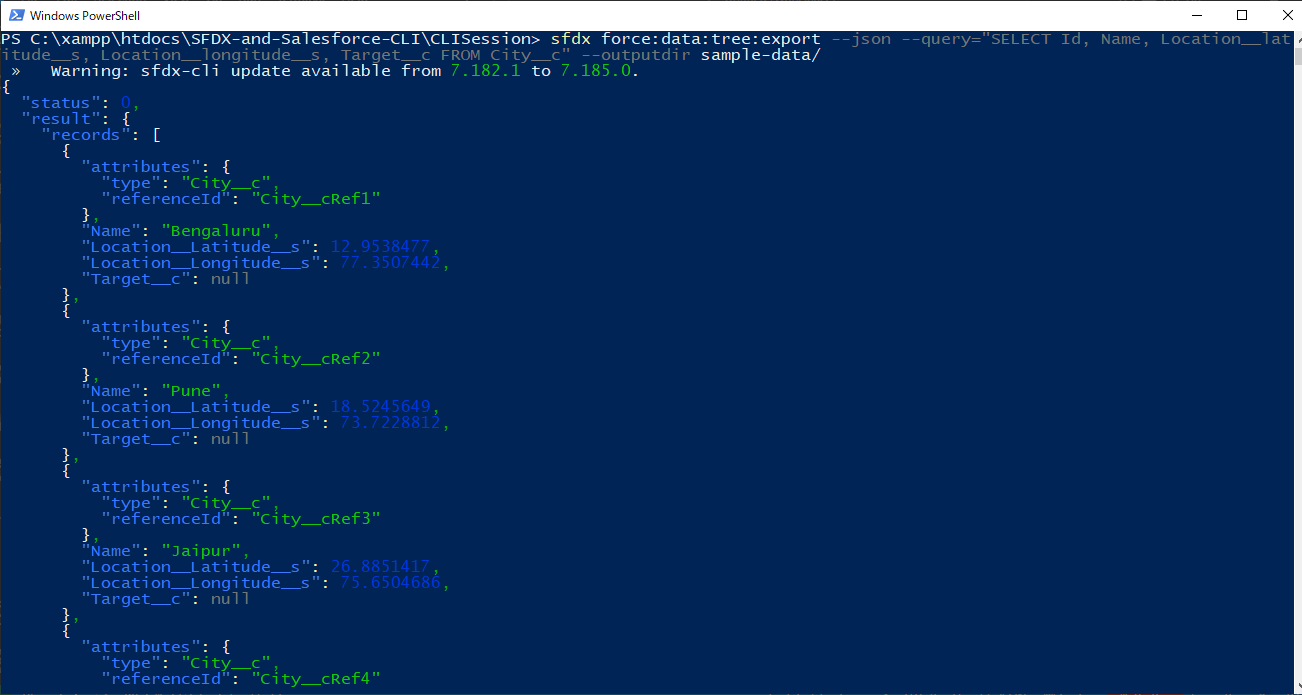 Windows PowerShell
PS C:\xampp\htdocs\SFDX-and-Salesforce-CLI\CLISession> sfdx force:data:tree:export --json --query="SELECT Id, Name, Location__lat
itude__s, Location__longitude__s, Target__c FROM City__c" --outputdir sample-data/
 »   Warning: sfdx-cli update available from 7.182.1 to 7.185.0.
{
  "status": 0,
  "result": {
    "records": [
      {
        "attributes": {
          "type": "City__c",
          "referenceId": "City__cRef1"
        },
        "Name": "Bengaluru",
        "Location__Latitude__s": 12.9538477,
        "Location__Longitude__s": 77.3507442,
        "Target__c": null
      },
      {
        "attributes": {
          "type": "City__c",
          "referenceId": "City__cRef2"
        },
        "Name": "Pune",
        "Location__Latitude__s": 18.5245649,
        "Location__Longitude__s": 73.7228812,
        "Target__c": null
      },
      {
        "attributes": {
          "type": "City__c",
          "referenceId": "City__cRef3"
        },
        "Name": "Jaipur",
        "Location__Latitude__s": 26.8851417,
        "Location__Longitude__s": 75.6504686,
        "Target__c": null
      },
      {
        "attributes": {
          "type": "City__c",
          "referenceId": "City__cRef4"